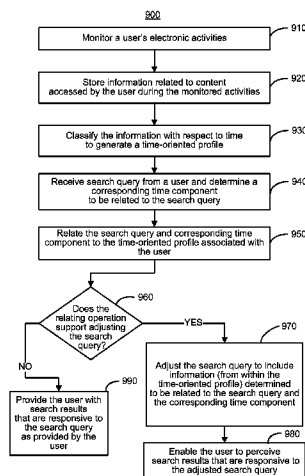 900
Monitor a user's electronic activities
910
Store information related to content
accessed by the user during the monitored activities
920
Classify the information with respect to time
to generate a time-oriented profile
930
Receive search query from a user and determine a
corresponding time component
to be related to the search query
940
Relate the search query and corresponding time
component to the time-oriented profile associated with
the user
950
Does the
relating operation
support adjusting
the search
query?
960
YES
NO
970
Adjust the search query to include
information (from within the
time-oriented profile) determined
to be related to the search query and
the corresponding time component
990
Provide the user with
search results
that are responsive to
the search query
as provided by the
user
980
Enable the user to perceive
search results that are responsive to
the adjusted search query